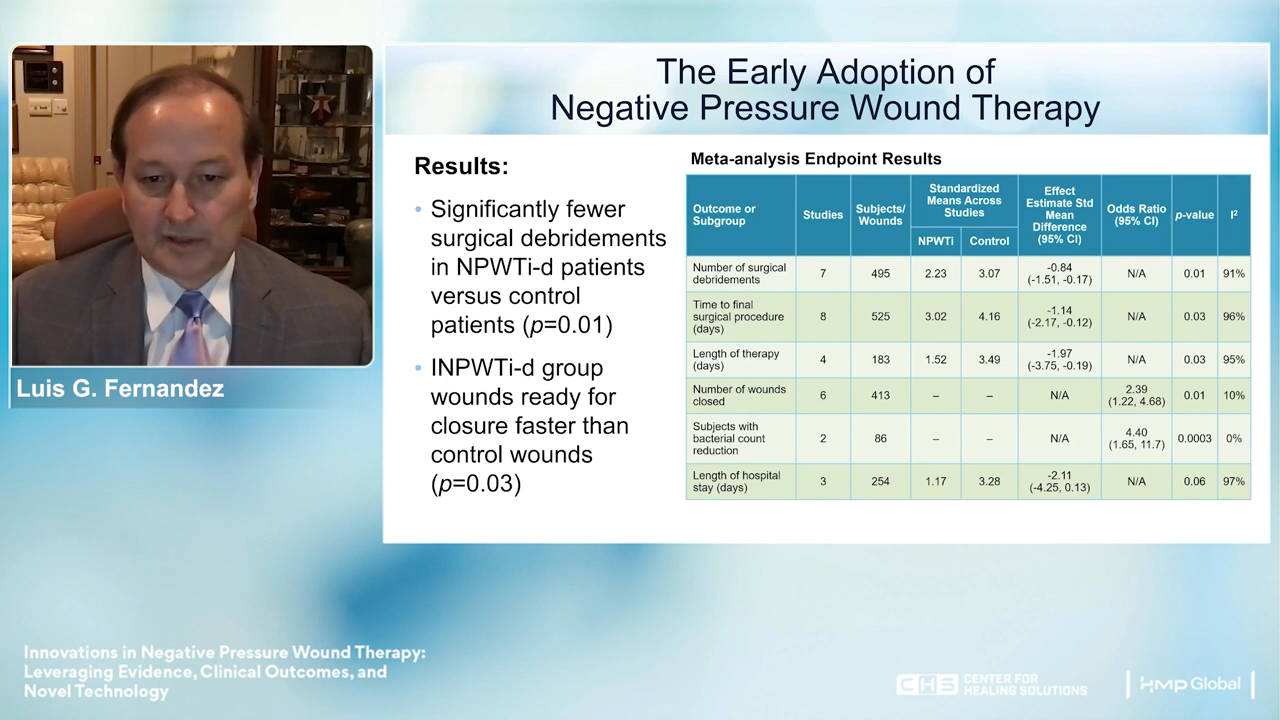 The Early Adoption of
Negative Pressure Wound Therapy
Luis G. Fernandez
Results:
• Significantly fewer
surgical debridements
in NPWTi-d patients
versus control
patients (p=0.01)
• INPWTi-d group
wounds ready for
closure faster than
control wounds
(p=0.03)
Meta-analysis Endpoint Results
Outcome or
Subgroup
Studies
Subjects/
Wounds
Standardized
Means Across
Studies
NPWTi
Control
Effect
Estimate Std
Mean
Difference
(95% CI)
Odds Ratio
(95% CI)
p-value
I²
Number of surgical
debridements
7
495
2.23
3.07
-0.84
(-1.51, -0.17)
N/A
0.01
91%
Time to final
surgical procedure
(days)
8
525
3.02
4.16
-1.14
(-2.17, -0.12)
N/A
0.03
96%
Length of therapy
(days)
4
183
1.52
3.49
-1.97
(-3.75, -0.19)
N/A
0.03
95%
Number of wounds
closed
6
413
–
–
N/A
2.39
(1.22, 4.68)
0.01
10%
Subjects with
bacterial count
reduction
2
86
–
–
N/A
4.40
(1.65, 11.7)
0.0003
0%
Length of hospital
stay (days)
3
254
1.17
3.28
-2.11
(-4.25, 0.13)
N/A
0.06
97%
Innovations in Negative Pressure Wound Therapy:
Leveraging Evidence, Clinical Outcomes, and
Novel Technology
CHS CENTER FOR
HEALING SOLUTIONS
HMP Global